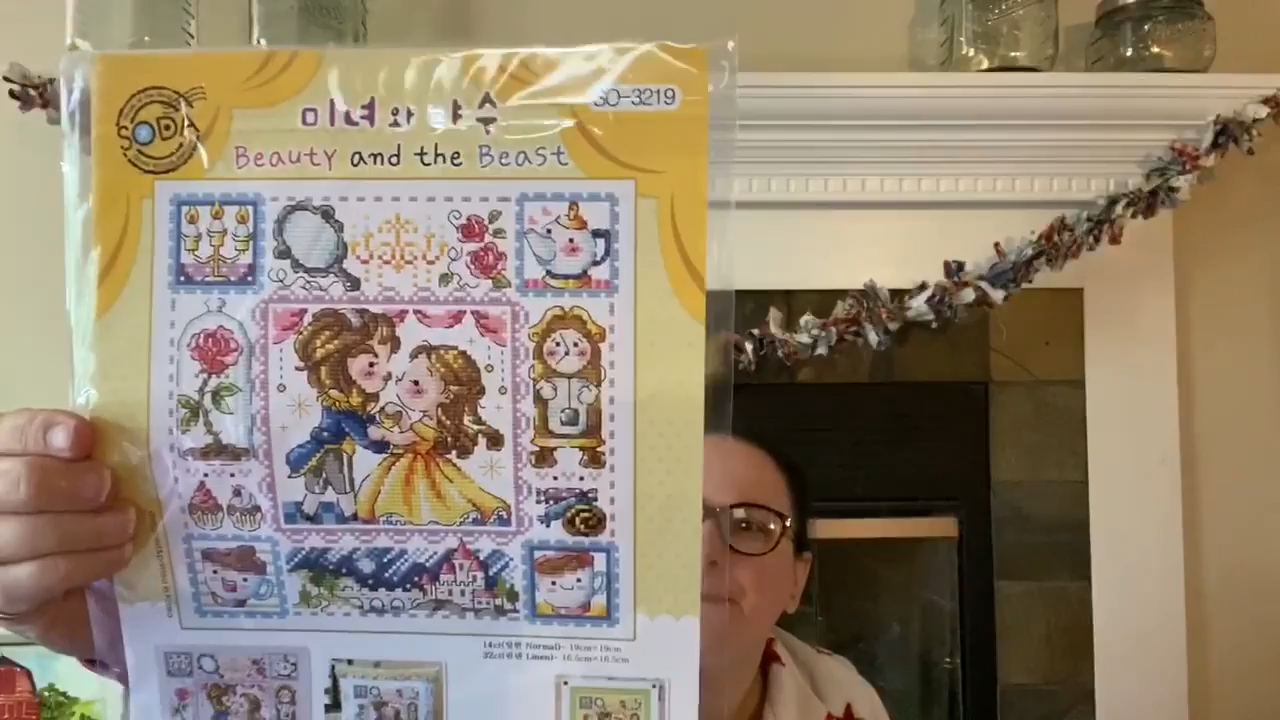 SODA
SO-3219
미녀와 야수
Beauty and the Beast
14ct(일반 Normal)- 19cm×19cm
32ct(린넨 Linen)- 16.5cm×16.5cm